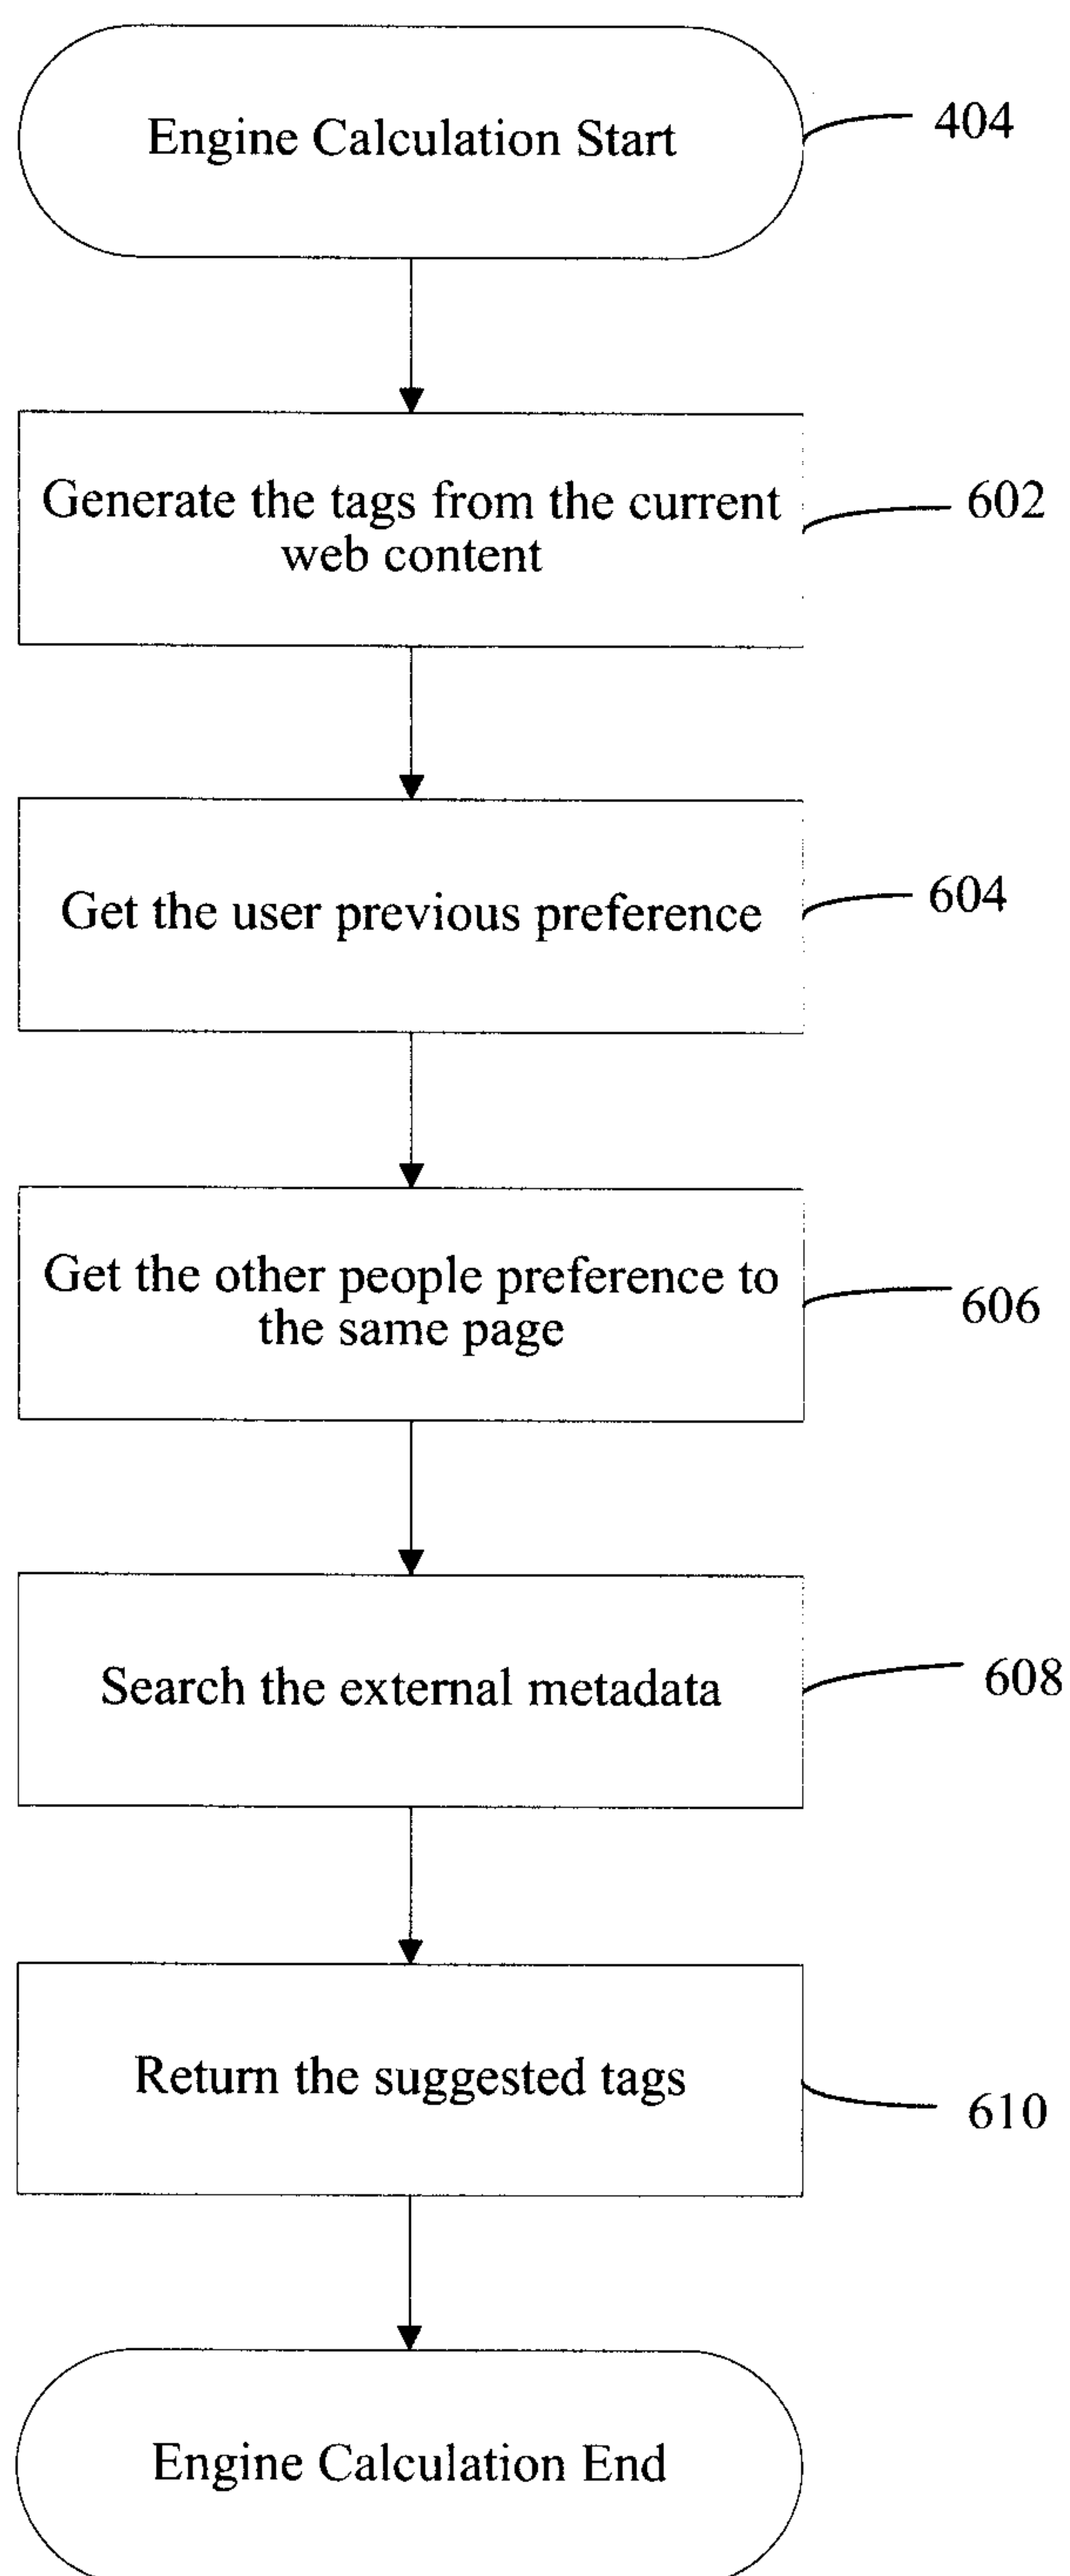 Engine Calculation Start
404
Generate the tags from the current
web content
602
Get the user previous preference
604
Get the other people preference to
the same page
606
Search the external metadata
608
Return the suggested tags
610
Engine Calculation End